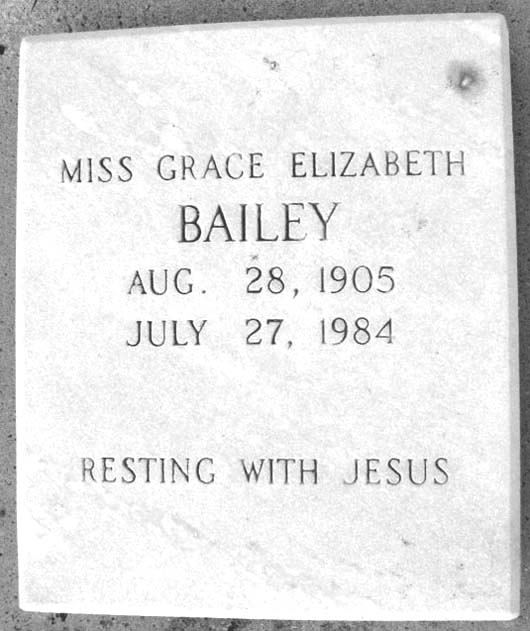 MISS GRACE ELIZABETH
BAILEY
AUG. 28, 1905
JULY 27, 1984
RESTING WITH JESUS